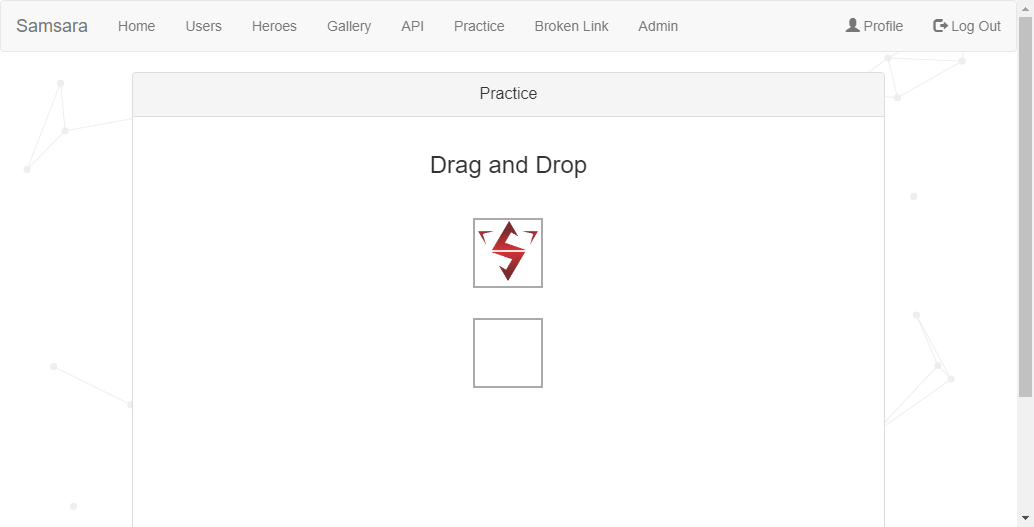 Samsara Home Users Heroes Gallery API Practice Broken Link Admin Profile Log Out
Practice
Drag and Drop